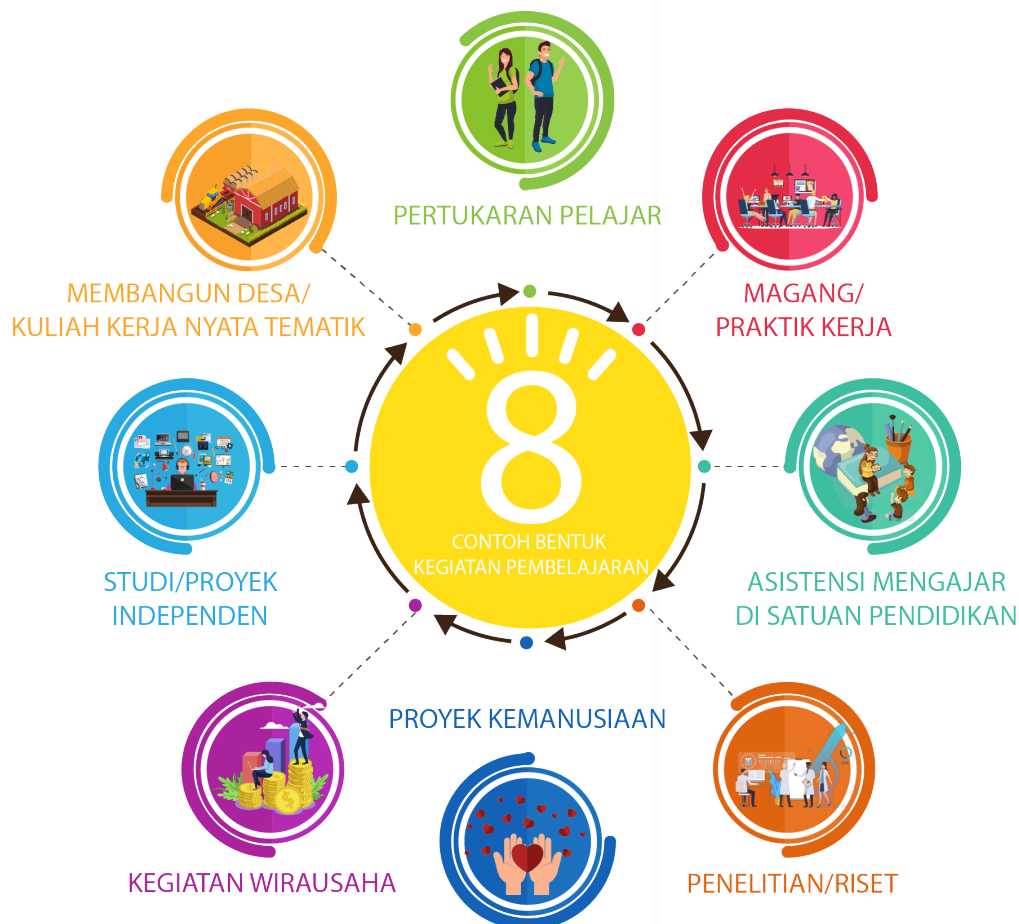 PERTUKARAN PELAJAR
MAGANG/
PRAKTIK KERJA
ASISTENSI MENGAJAR
DI SATUAN PENDIDIKAN
PENELITIAN/RISET
PROYEK KEMANUSIAAN
KEGIATAN WIRAUSAHA
STUDI/PROYEK
INDEPENDEN
MEMBANGUN DESA/
KULIAH KERJA NYATA TEMATIK
8
CONTOH BENTUK
KEGIATAN PEMBELAJARAN